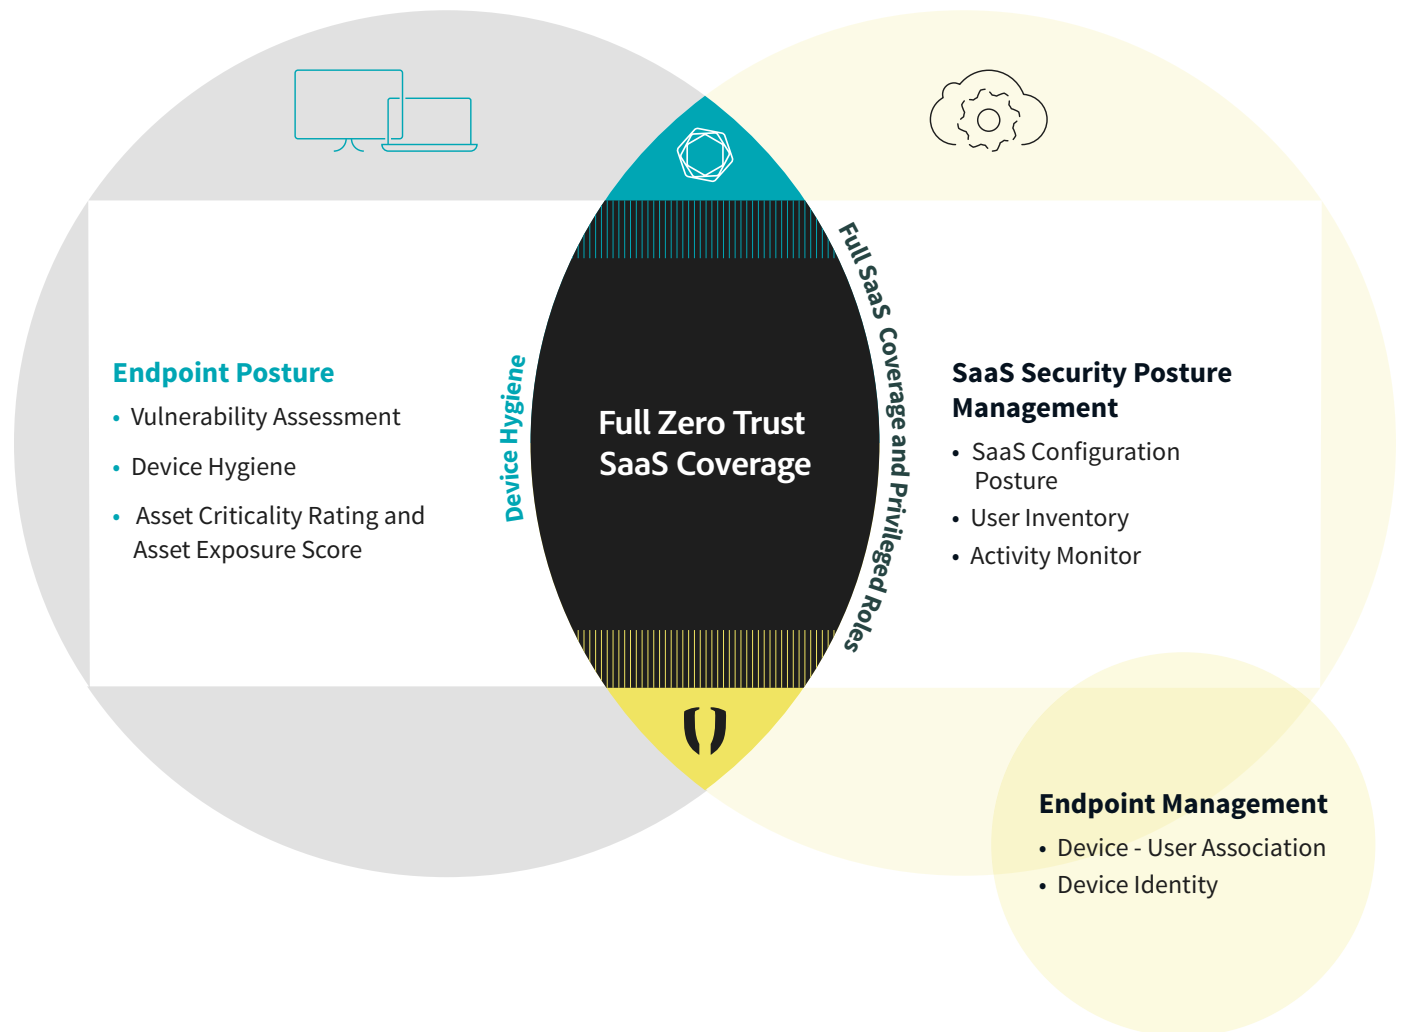 Endpoint Posture
• Vulnerability Assessment
• Device Hygiene
• Asset Criticality Rating and
Asset Exposure Score
Device Hygiene
Full Zero Trust
SaaS Coverage
Full SaaS Coverage and Privileged Roles
SaaS Security Posture
Management
• SaaS Configuration
Posture
• User Inventory
• Activity Monitor
Endpoint Management
• Device - User Association
• Device Identity